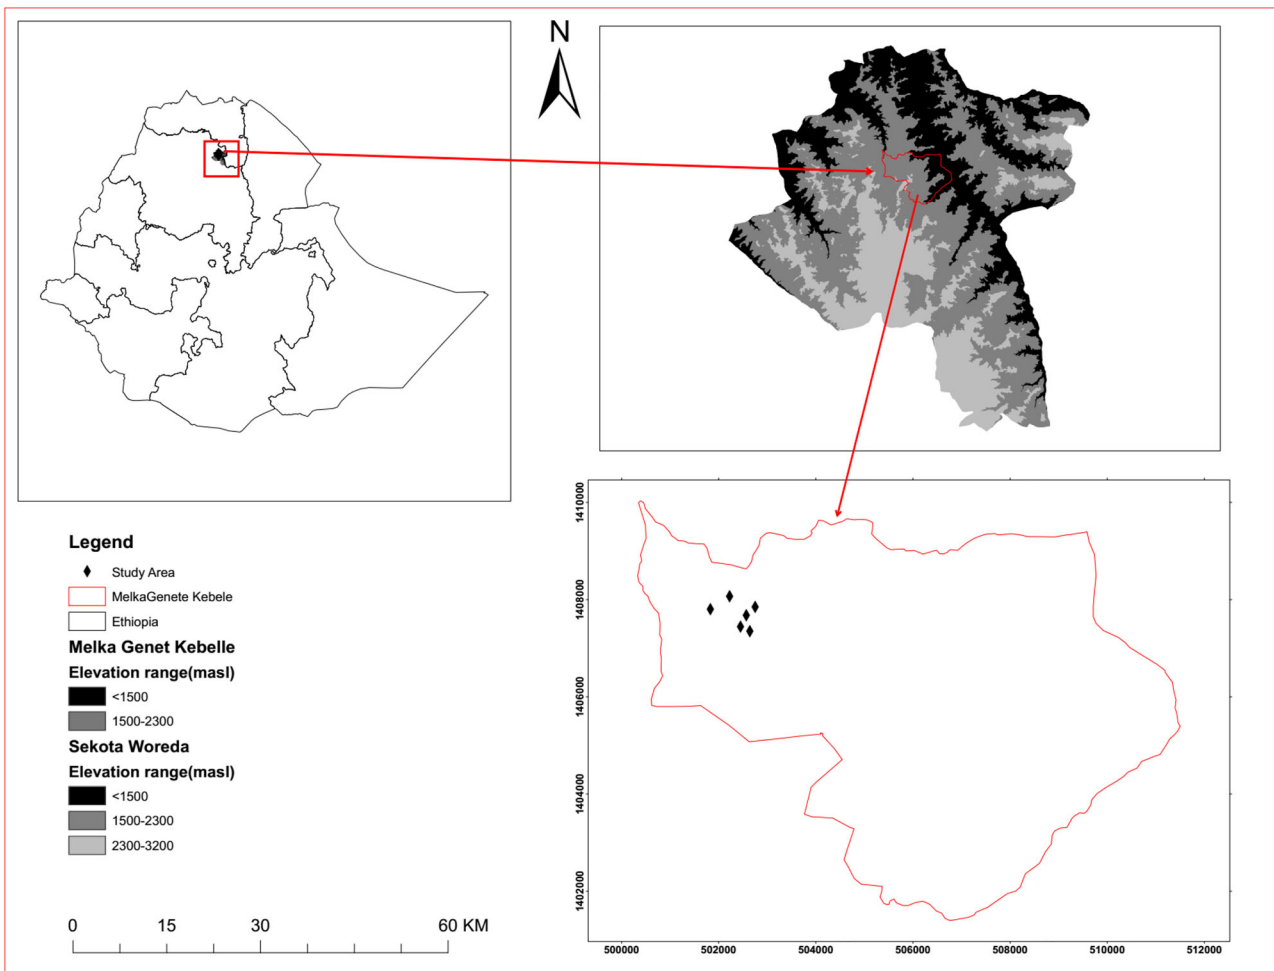 N
Legend
Study Area
MelkaGenete Kebele
Ethiopia
Melka Genet Kebelle
Elevation range(masl)
<1500
1500-2300
Sekota Woreda
Elevation range(masl)
<1500
1500-2300
2300-3200
0 15 30 60 KM
1410000
1408000
1406000
1404000
1402000
500000 502000 504000 506000 508000 510000 512000